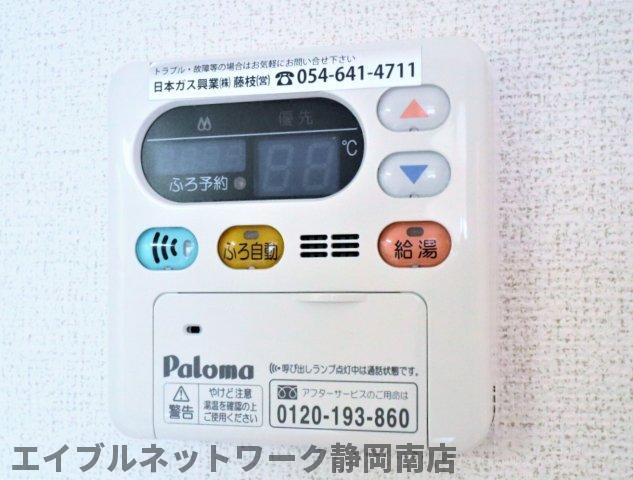 トラブル・故障等の場合はお気軽にお問い合せ下さい
日本ガス興業㈱ 藤枝㈲ ☎054-641-4711
優先
88 ℃
ふろ予約
ふろ自動
給湯
Paloma
呼び出しランプ点灯中は通話状態です。
警告
やけど注意
湯温を確認の上
ご使用ください
アフターサービスのご用命は
0120-193-860
エイブルネットワーク静岡南店